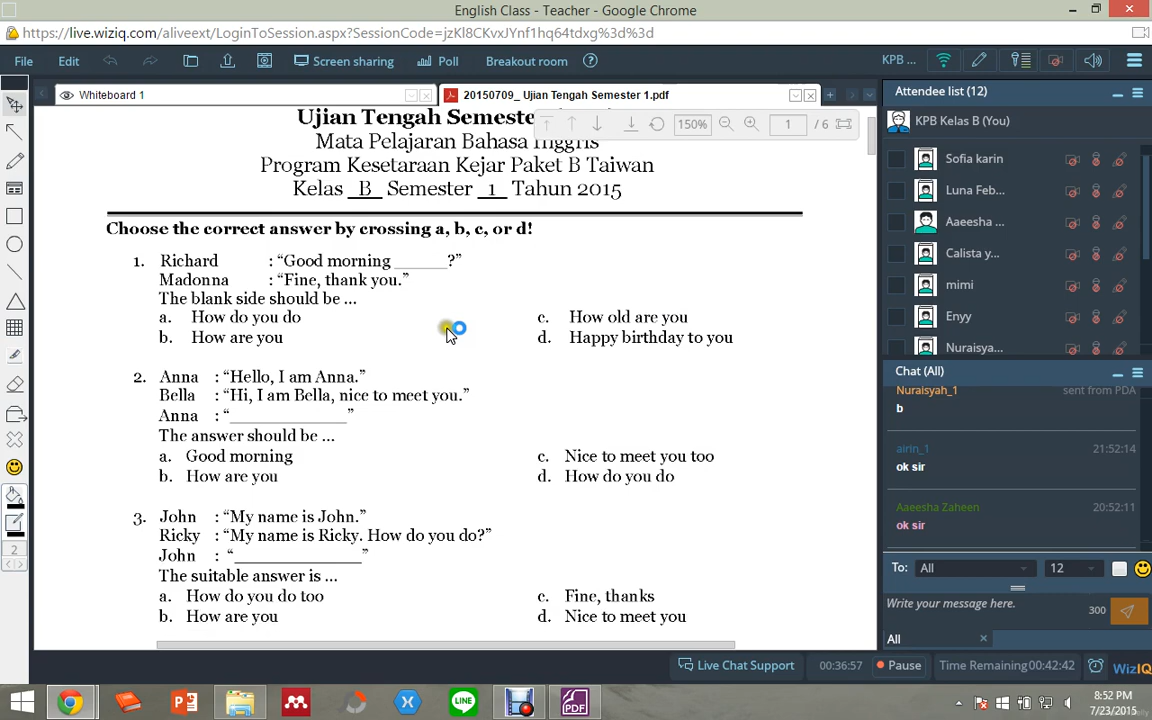 English Class - Teacher - Google Chrome
https://live.wiziq.com/aliveext/LoginToSession.aspx?SessionCode=jzKl8CKvxJYnf1hq64tdxg%3d%3d
File Edit Screen sharing Poll Breakout room KPB ...
Whiteboard 1
20150709_ Ujian Tengah Semester 1.pdf
150% 1 / 6
Ujian Tengah Semeste
Mata Pelajaran Bahasa Inggris
Program Kesetaraan Kejar Paket B Taiwan
Kelas B Semester 1 Tahun 2015
Choose the correct answer by crossing a, b, c, or d!
1. Richard : “Good morning ______?”
Madonna : “Fine, thank you.”
The blank side should be ...
a. How do you do c. How old are you
b. How are you d. Happy birthday to you
2. Anna : “Hello, I am Anna.”
Bella : “Hi, I am Bella, nice to meet you.”
Anna : “_____________”
The answer should be ...
a. Good morning c. Nice to meet you too
b. How are you d. How do you do
3. John : “My name is John.”
Ricky : “My name is Ricky. How do you do?”
John : “______________”
The suitable answer is ...
a. How do you do too c. Fine, thanks
b. How are you d. Nice to meet you
2
Attendee list (12)
KPB Kelas B (You)
Sofia karin
Luna Feb...
Aaeesha ...
Calista y...
mimi
Enyy
Nuraisya...
Chat (All)
Nuraisyah_1 sent from PDA
b
airin_1 21:52:14
ok sir
Aaeesha Zaheen 20:52:11
ok sir
To: All 12
Write your message here. 300
All
Live Chat Support 00:36:57 Pause Time Remaining 00:42:42 WizIQ
8:52 PM
7/23/2015